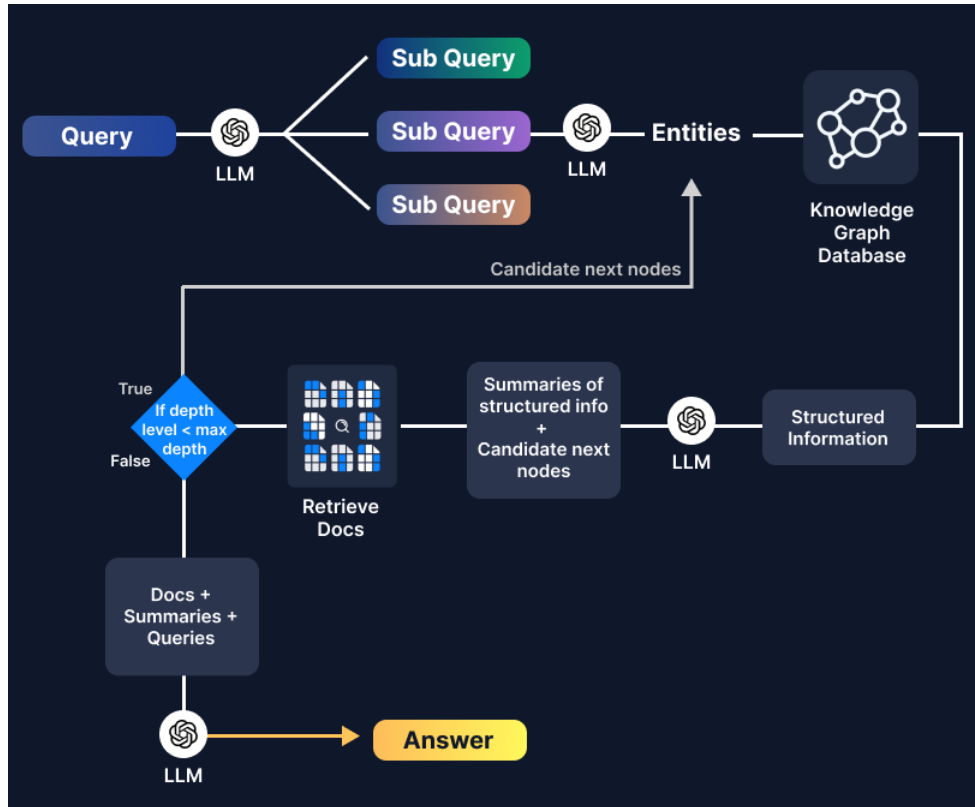 Sub Query
Query
LLM
Sub Query
LLM
Entities
Sub Query
Knowledge
Graph
Database
Candidate next nodes
True
If depth
level < max
depth
False
Retrieve
Docs
Summaries of
structured info
+
Candidate next
nodes
LLM
Structured
Information
Docs +
Summaries +
Queries
LLM
Answer